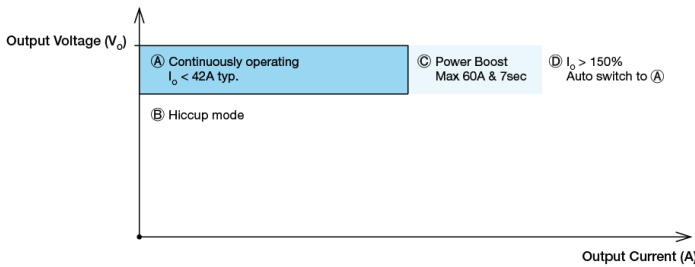 Output Voltage (Vo)
Ⓐ Continuously operating
Io < 42A typ.
Ⓒ Power Boost
Max 60A & 7sec
Ⓓ Io > 150%
Auto switch to Ⓐ
Ⓑ Hiccup mode
Output Current (A)